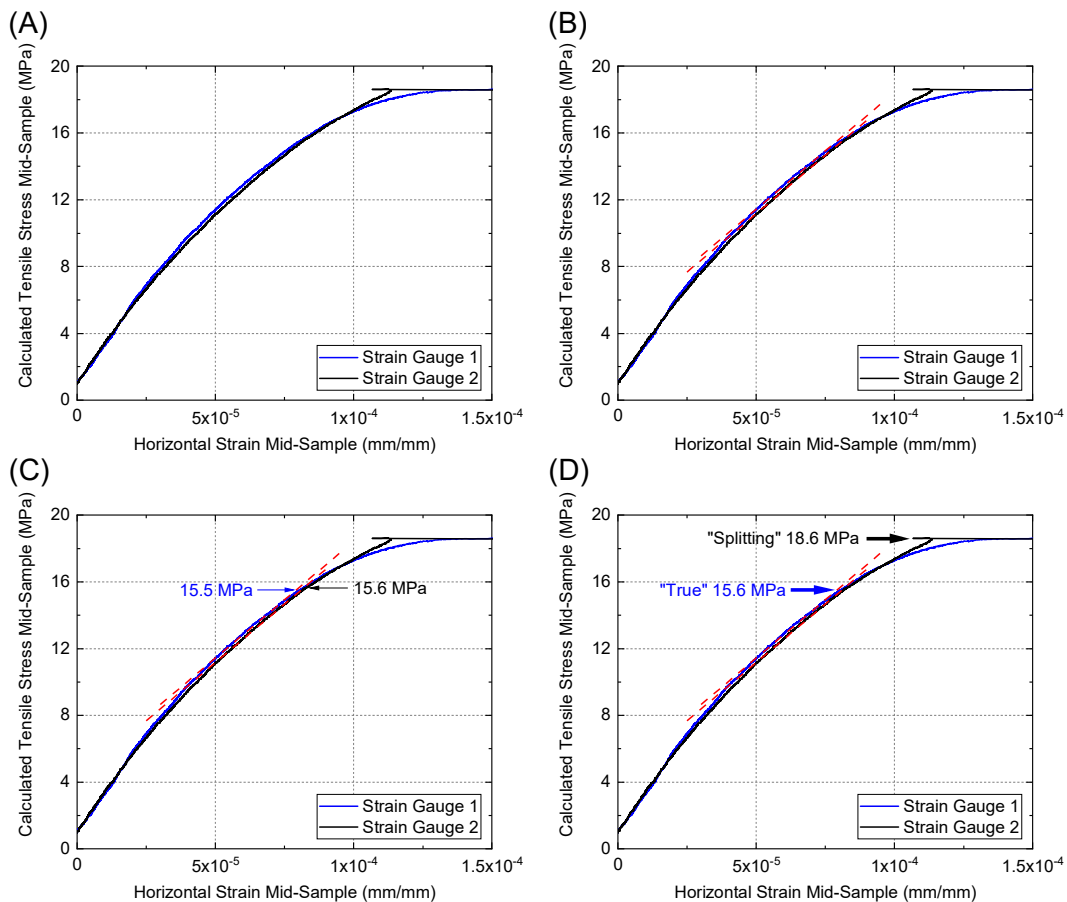 (A)
Calculated Tensile Stress Mid-Sample (MPa)
20
16
12
8
4
0
Strain Gauge 1
Strain Gauge 2
0 5x10⁻⁵ 1x10⁻⁴ 1.5x10⁻⁴
Horizontal Strain Mid-Sample (mm/mm)
(B)
Calculated Tensile Stress Mid-Sample (MPa)
20
16
12
8
4
0
Strain Gauge 1
Strain Gauge 2
0 5x10⁻⁵ 1x10⁻⁴ 1.5x10⁻⁴
Horizontal Strain Mid-Sample (mm/mm)
(C)
Calculated Tensile Stress Mid-Sample (MPa)
20
16
12
8
4
0
15.5 MPa 15.6 MPa
Strain Gauge 1
Strain Gauge 2
0 5x10⁻⁵ 1x10⁻⁴ 1.5x10⁻⁴
Horizontal Strain Mid-Sample (mm/mm)
(D)
Calculated Tensile Stress Mid-Sample (MPa)
20
16
12
8
4
0
"Splitting" 18.6 MPa
"True" 15.6 MPa
Strain Gauge 1
Strain Gauge 2
0 5x10⁻⁵ 1x10⁻⁴ 1.5x10⁻⁴
Horizontal Strain Mid-Sample (mm/mm)